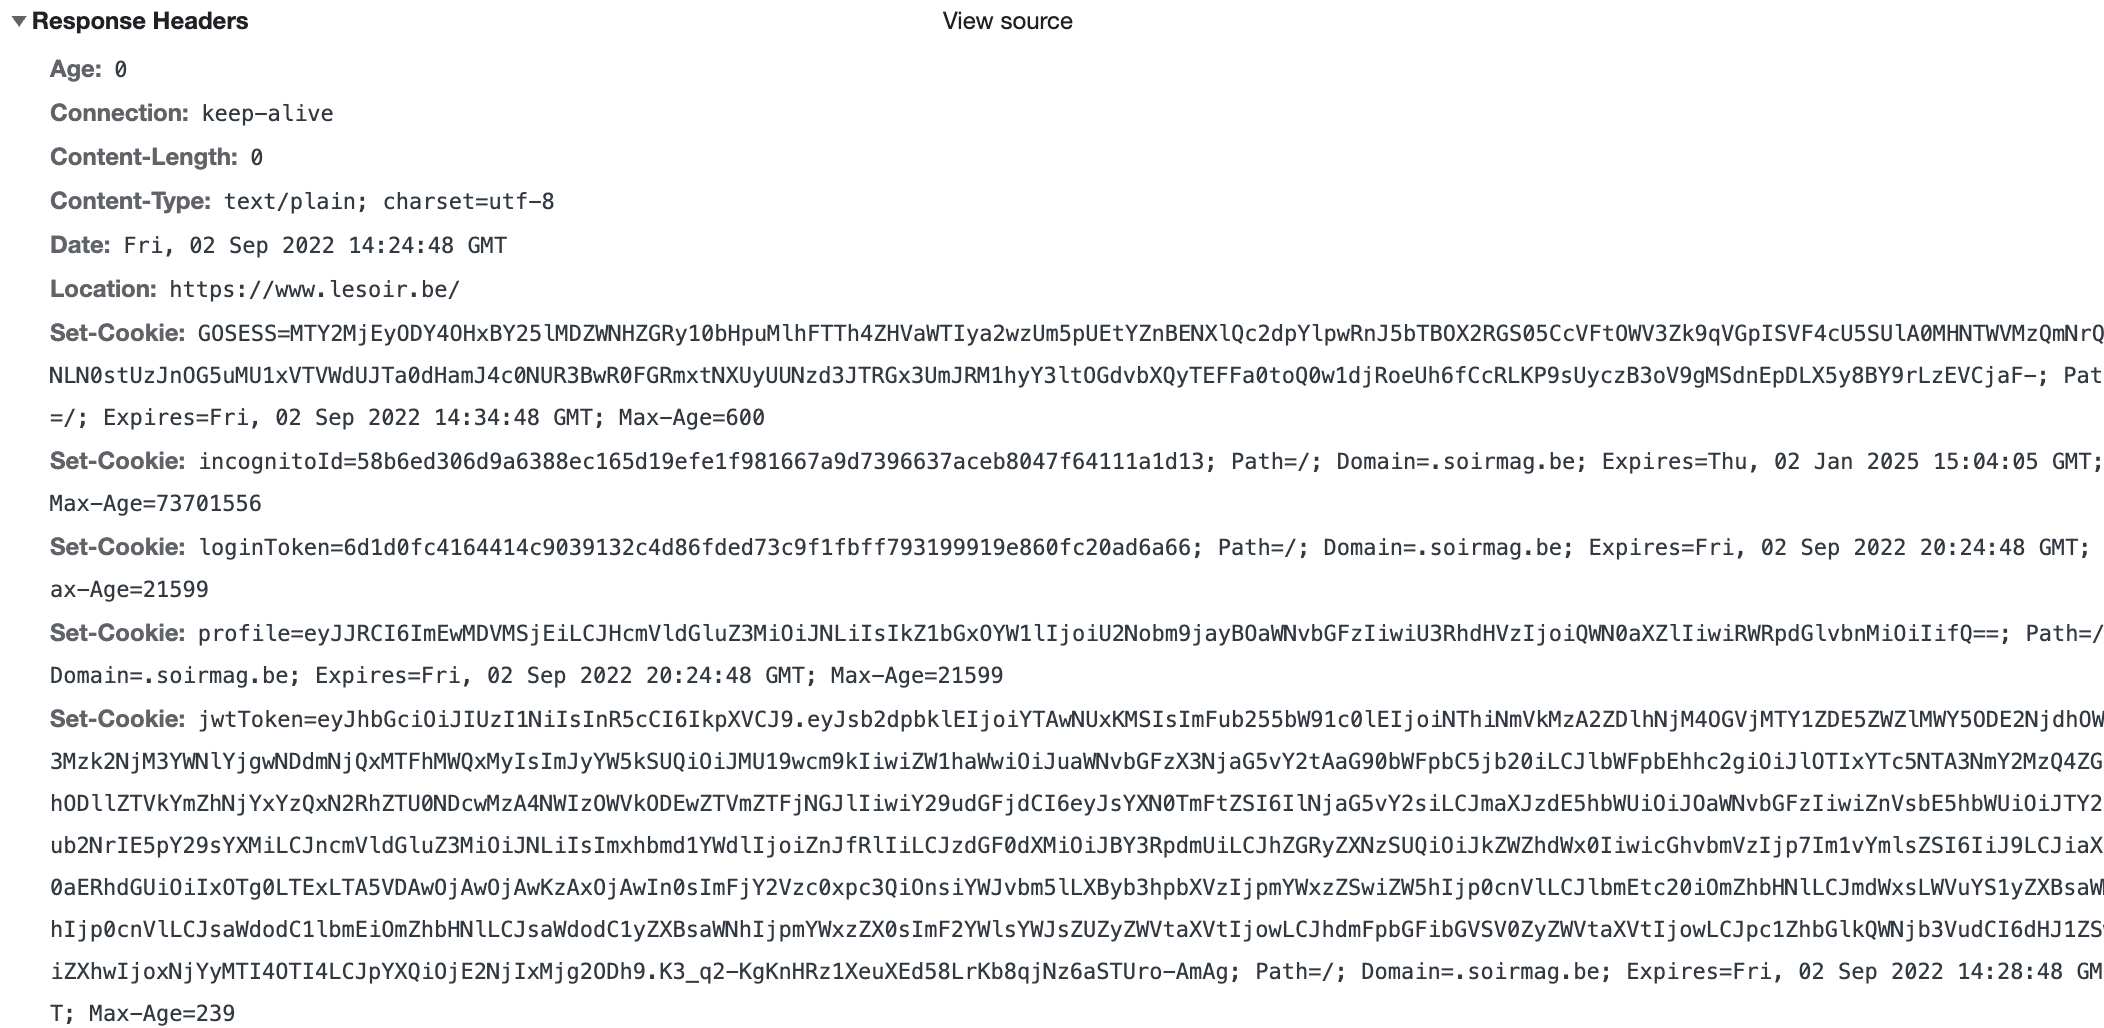 Response Headers View source
Age: 0
Connection: keep-alive
Content-Length: 0
Content-Type: text/plain; charset=utf-8
Date: Fri, 02 Sep 2022 14:24:48 GMT
Location: https://www.lesoir.be/
Set-Cookie: GOSESS=MTY2MjEyODY4OHxBY25lMDZWNHZGRy10bHpuMlhFTTh4ZHVaWTIya2wzUm5pUEtYZnBENXlQc2dpYlpwRnJ5bTBOX2RGS05CcVFtOWV3Zk9qVGpISVF4cU5SUlA0MHNTWVMzQmNrQ
NLN0stUzJnOG5uMU1xVTVWdUJTa0dHamJ4c0NUR3BwR0FGRmxtNXUyUUNzd3JTRGx3UmJRM1hyY3ltOGdvbXQyTEFFa0toQ0w1djRoeUh6fCcRLKP9sUyczB3oV9gMSdnEpDLX5y8BY9rLzEVCjaF-; Pat
=/; Expires=Fri, 02 Sep 2022 14:34:48 GMT; Max-Age=600
Set-Cookie: incognitoId=58b6ed306d9a6388ec165d19efe1f981667a9d7396637aceb8047f64111a1d13; Path=/; Domain=.soirmag.be; Expires=Thu, 02 Jan 2025 15:04:05 GMT;
Max-Age=73701556
Set-Cookie: loginToken=6d1d0fc4164414c9039132c4d86fded73c9f1fbff793199919e860fc20ad6a66; Path=/; Domain=.soirmag.be; Expires=Fri, 02 Sep 2022 20:24:48 GMT;
ax-Age=21599
Set-Cookie: profile=eyJJRCI6ImEwMDVMSjEiLCJHcmVldGluZ3MiOiJNLiIsIkZ1bGxOYW1lIjoiU2Nobm9jayBOaWNvbGFzIiwiU3RhdHVzIjoiQWN0aXZlIiwiRWRpdGlvbnMiOiIifQ==; Path=/
Domain=.soirmag.be; Expires=Fri, 02 Sep 2022 20:24:48 GMT; Max-Age=21599
Set-Cookie: jwtToken=eyJhbGciOiJIUzI1NiIsInR5cCI6IkpXVCJ9.eyJsb2dpbklEIjoiYTAwNUxKMSIsImFub255bW91c0lEIjoiNThiNmVkMzA2ZDlhNjM4OGVjMTY1ZDE5ZWZlMWY5ODE2NjdhOW
3Mzk2NjM3YWNlYjgwNDdmNjQxMTFhMWQxMyIsImJyYW5kSUQiOiJMU19wcm9kIiwiZW1haWwiOiJuaWNvbGFzX3NjaG5vY2tAaG90bWFpbC5jb20iLCJlbWFpbEhhc2giOiJlOTIxYTc5NTA3NmY2MzQ4ZG
hODllZTVkYmZhNjYxYzQxN2RhZTU0NDcwMzA4NWIzOWVkODEwZTVmZTFjNGJlIiwiY29udGFjdCI6eyJsYXN0TmFtZSI6IlNjaG5vY2siLCJmaXJzdE5hbWUiOiJOaWNvbGFzIiwiZnVsbE5hbWUiOiJTY2
ub2NrIE5pY29sYXMiLCJncmVldGluZ3MiOiJNLiIsImxhbmd1YWdlIjoiZnJfRlIiLCJzdGF0dXMiOiJBY3RpdmUiLCJhZGRyZXNzSUQiOiJkZWZhdWx0IiwicGhvbmVzIjp7Im1vYmlsZSI6IiJ9LCJiaX
0aERhdGUiOiIxOTg0LTExLTA5VDAwOjAwOjAwKzAxOjAwIn0sImFjY2Vzc0xpc3QiOnsiYWJvbm5lLXByb3hpbXVzIjpmYWxzZSwiZW5hIjp0cnVlLCJlbmEtc20iOmZhbHNlLCJmdWxsLWVuYS1yZXBsaW
hIjp0cnVlLCJsaWdodC1lbmEiOmZhbHNlLCJsaWdodC1yZXBsaWNhIjpmYWxzZX0sImF2YWlsYWJsZUZyZWVtaXVtIjowLCJhdmFpbGFibGVSV0ZyZWVtaXVtIjowLCJpc1ZhbGlkQWNjb3VudCI6dHJ1ZS
iZXhwIjoxNjYyMTI4OTI4LCJpYXQiOjE2NjIxMjg2ODh9.K3_q2-KgKnHRz1XeuXEd58LrKb8qjNz6aSTUro-AmAg; Path=/; Domain=.soirmag.be; Expires=Fri, 02 Sep 2022 14:28:48 GM
T; Max-Age=239